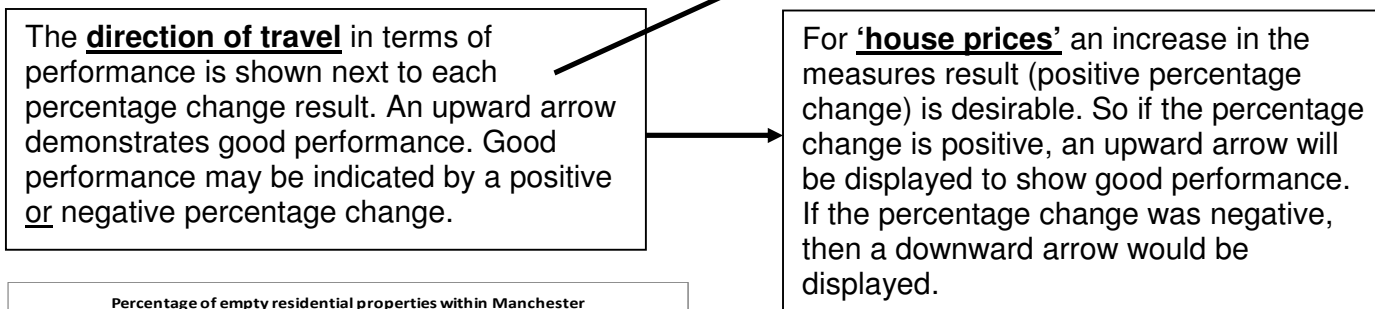 The direction of travel in terms of
performance is shown next to each
percentage change result. An upward arrow
demonstrates good performance. Good
performance may be indicated by a positive
or negative percentage change.
For ‘house prices’ an increase in the
measures result (positive percentage
change) is desirable. So if the percentage
change is positive, an upward arrow will
be displayed to show good performance.
If the percentage change was negative,
then a downward arrow would be
displayed.
Percentage of empty residential properties within Manchester